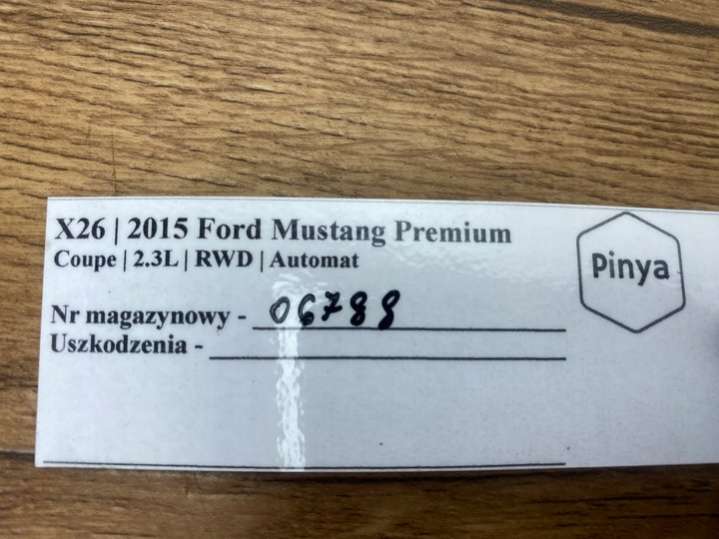 X26 | 2015 Ford Mustang Premium
Coupe | 2.3L | RWD | Automat
Pinya
Nr magazynowy - 06788
Uszkodzenia -